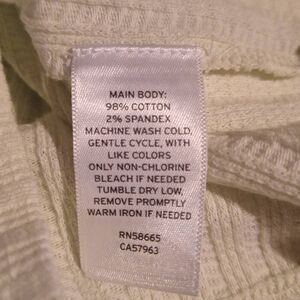 MAIN BODY:
98% COTTON
2% SPANDEX
MACHINE WASH COLD,
GENTLE CYCLE, WITH
LIKE COLORS
ONLY NON-CHLORINE
BLEACH IF NEEDED
TUMBLE DRY LOW,
REMOVE PROMPTLY
WARM IRON IF NEEDED
RN58665
CA57963